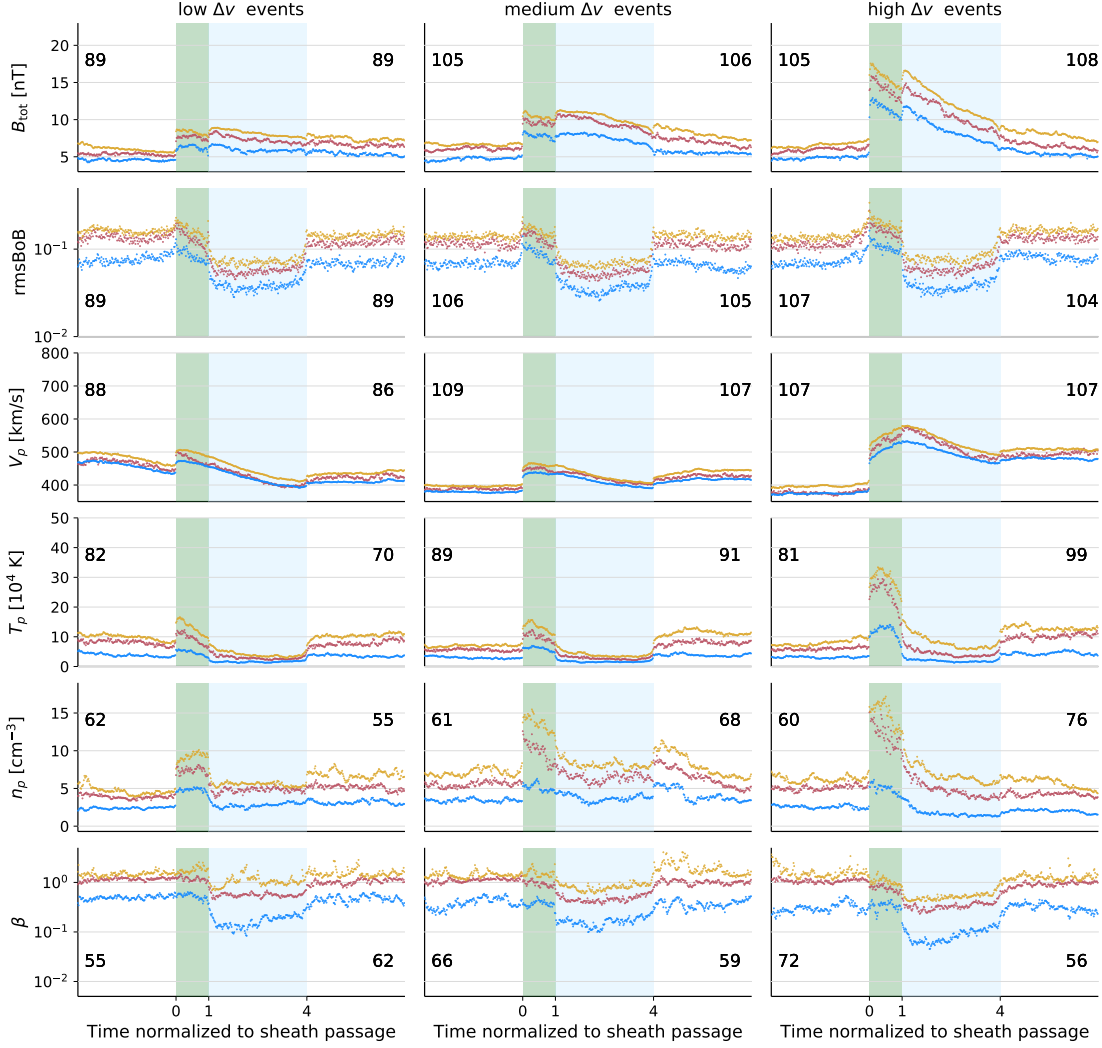 low Δv events medium Δv events high Δv events
B_tot [nT]
20
15
10
5
89 89 105 106 105 108
rmsBoB
10⁻¹
10⁻²
89 89 106 105 107 104
V_p [km/s]
800
700
600
500
400
88 86 109 107 107 107
T_p [10⁴ K]
50
40
30
20
10
0
82 70 89 91 81 99
n_p [cm⁻³]
15
10
5
0
62 55 61 68 60 76
β
10⁰
10⁻¹
10⁻²
55 62 66 59 72 56
0 1 4 0 1 4 0 1 4
Time normalized to sheath passage Time normalized to sheath passage Time normalized to sheath passage